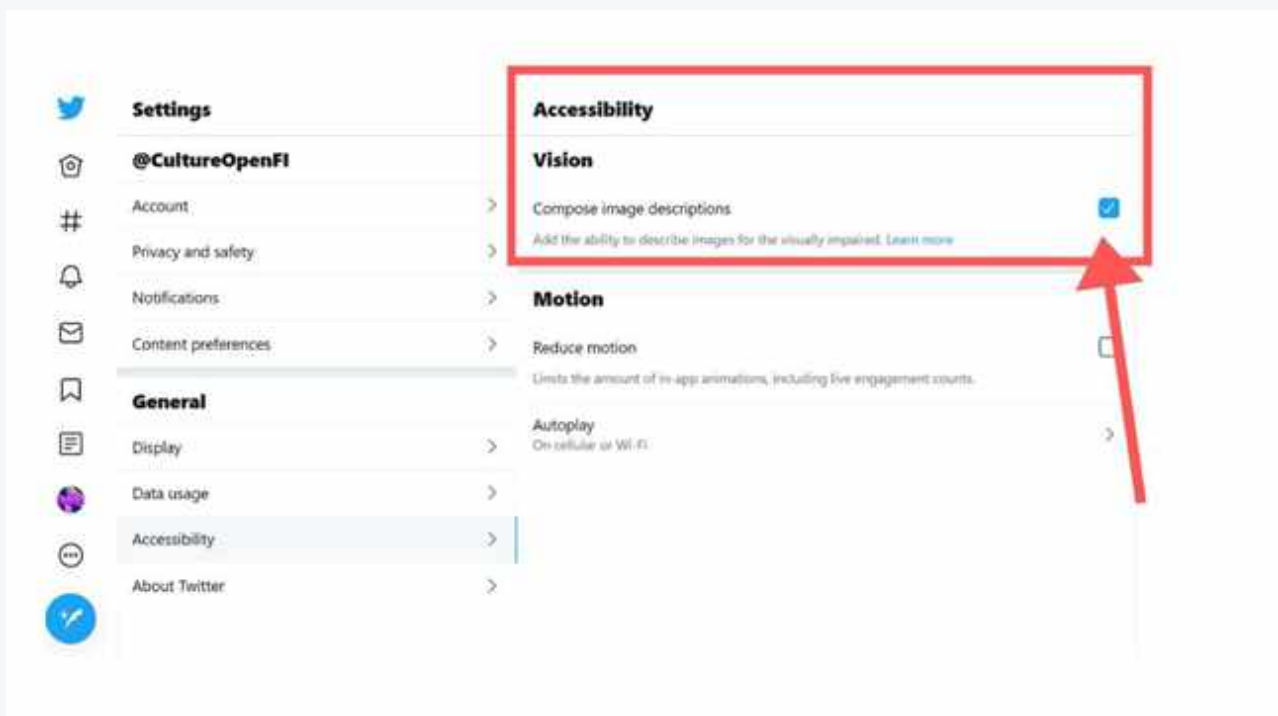 Settings
@CultureOpenFI
Account
Privacy and safety
Notifications
Content preferences
General
Display
Data usage
Accessibility
About Twitter
Accessibility
Vision
Compose image descriptions
Add the ability to describe images for the visually impaired. Learn more
Motion
Reduce motion
Limits the amount of in-app animations, including live engagement counts.
Autoplay
On cellular or Wi-Fi